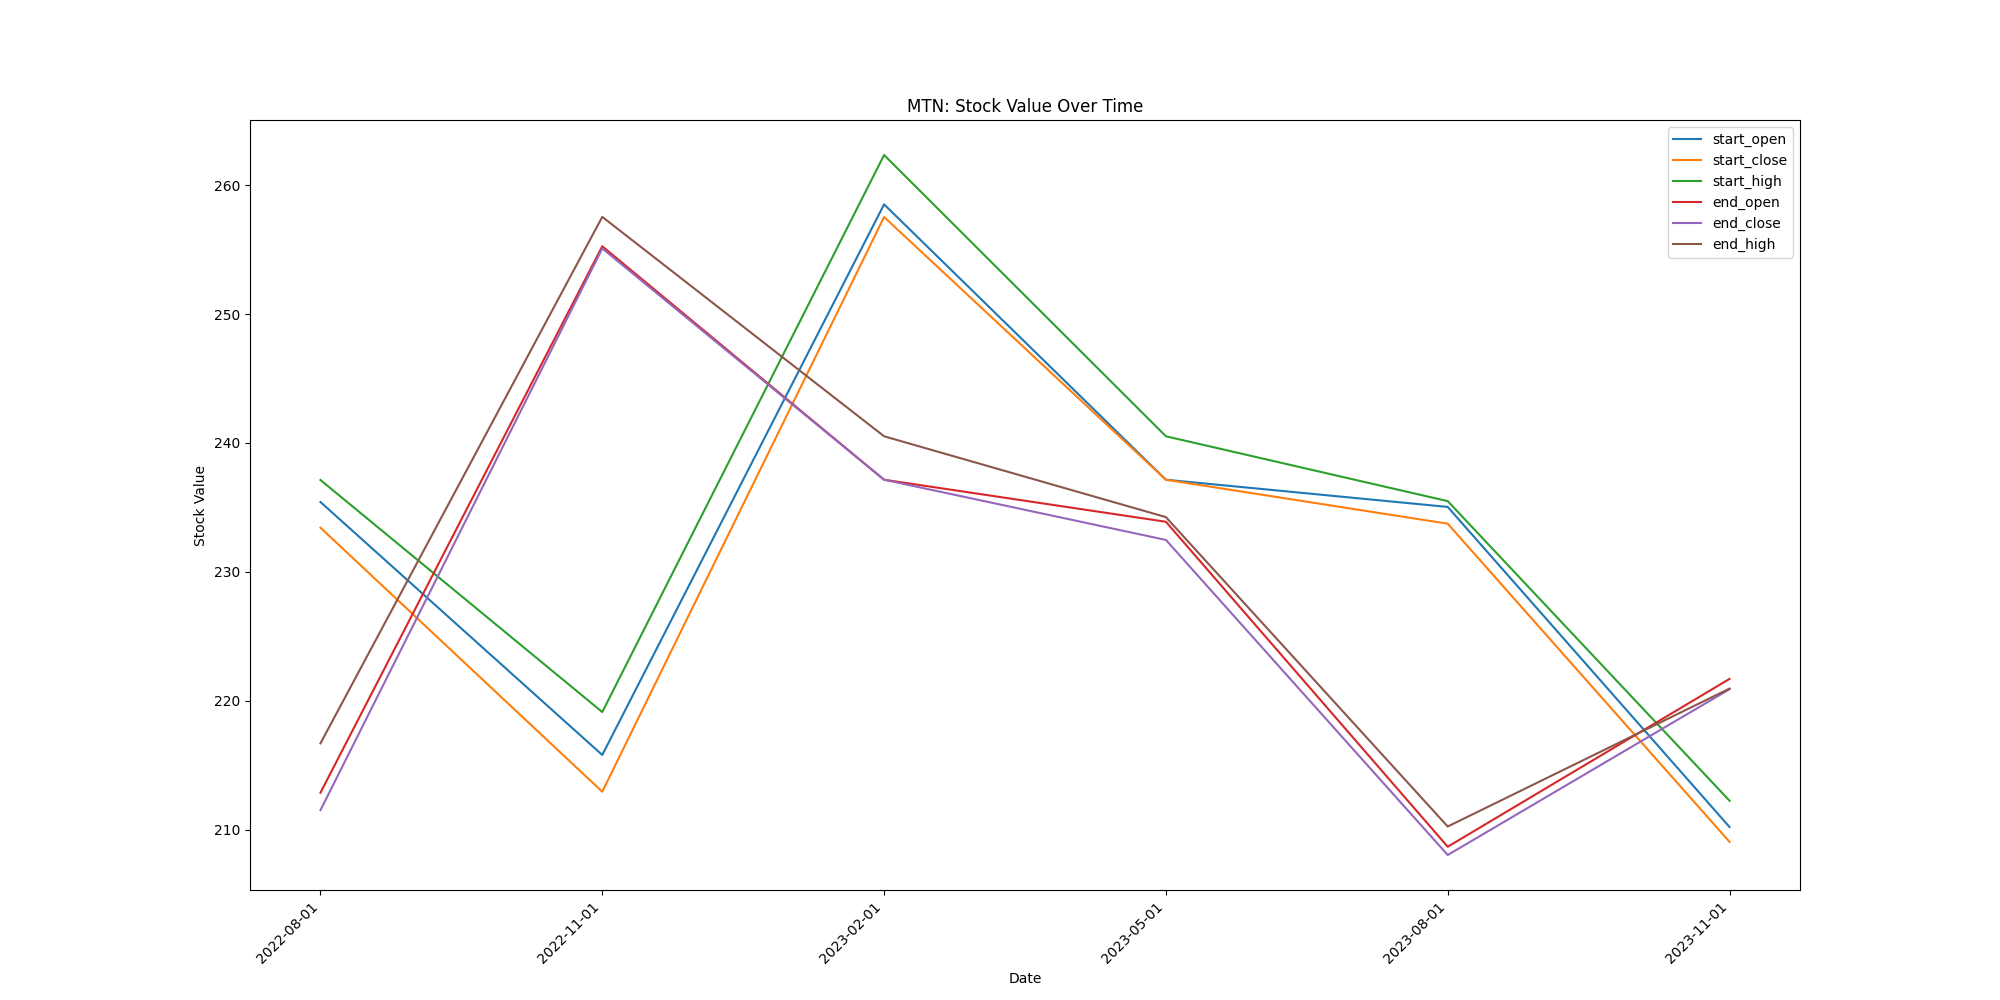 MTN: Stock Value Over Time
start_open
start_close
start_high
end_open
end_close
end_high
Stock Value
260
250
240
230
220
210
2022-08-01
2022-11-01
2023-02-01
2023-05-01
2023-08-01
2023-11-01
Date